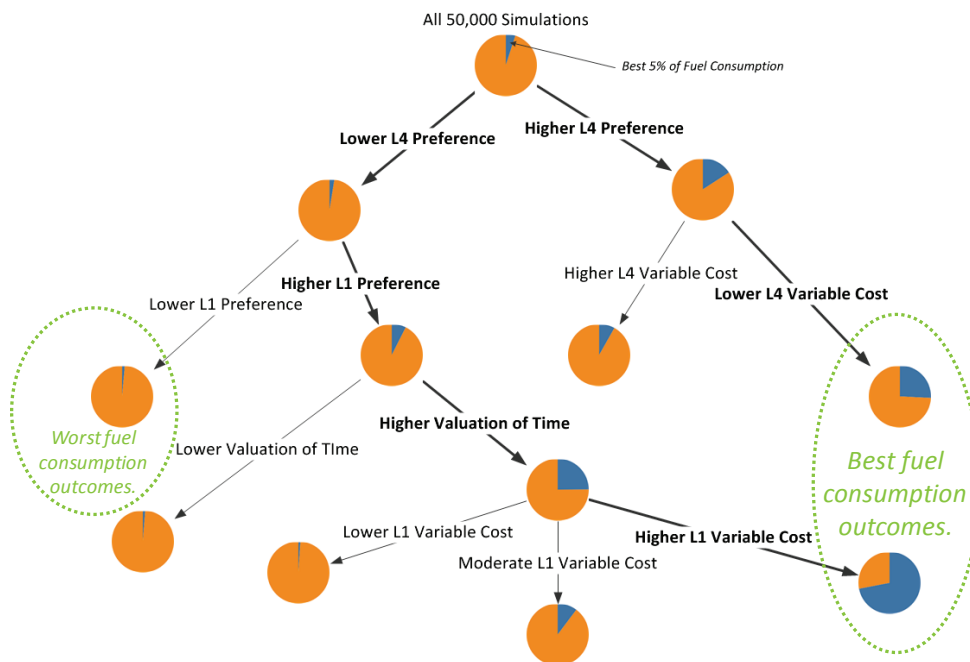 All 50,000 Simulations
Best 5% of Fuel Consumption
Higher L4 Preference
Lower L4 Preference
Higher L4 Variable Cost
Higher L1 Preference
Lower L4 Variable Cost
Lower L1 Preference
Higher Valuation of Time
Worst fuel
consumption
outcomes.
Lower Valuation of TIme
Best fuel
consumption
outcomes.
Lower L1 Variable Cost
Higher L1 Variable Cost
Moderate L1 Variable Cost